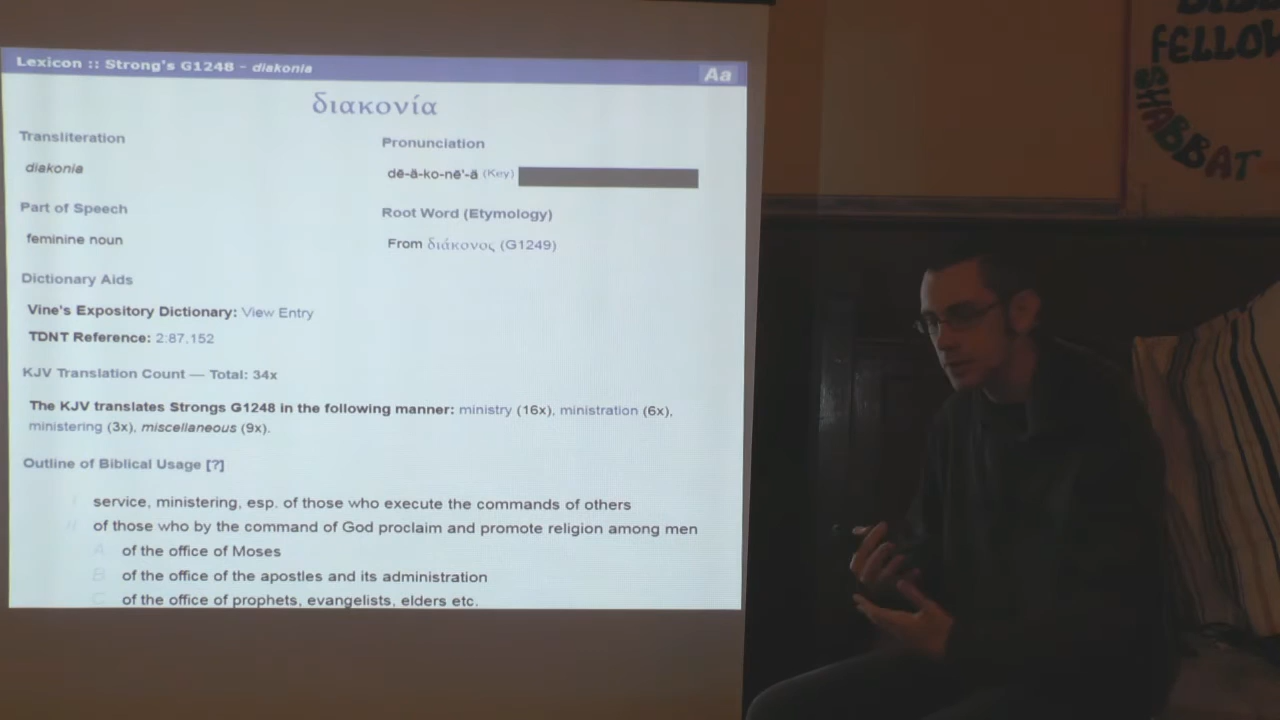 Lexicon :: Strong's G1248 - diakonia
Aa
διακονία
Transliteration
diakonia
Pronunciation
dē-ä-ko-nē'-ä (Key)
Part of Speech
feminine noun
Root Word (Etymology)
From διάκονος (G1249)
Dictionary Aids
Vine's Expository Dictionary: View Entry
TDNT Reference: 2:87,152
KJV Translation Count — Total: 34x
The KJV translates Strongs G1248 in the following manner: ministry (16x), ministration (6x),
ministering (3x), miscellaneous (9x).
Outline of Biblical Usage [?]
I service, ministering, esp. of those who execute the commands of others
II of those who by the command of God proclaim and promote religion among men
A of the office of Moses
B of the office of the apostles and its administration
C of the office of prophets, evangelists, elders etc.
FELLOW
SHABBAT